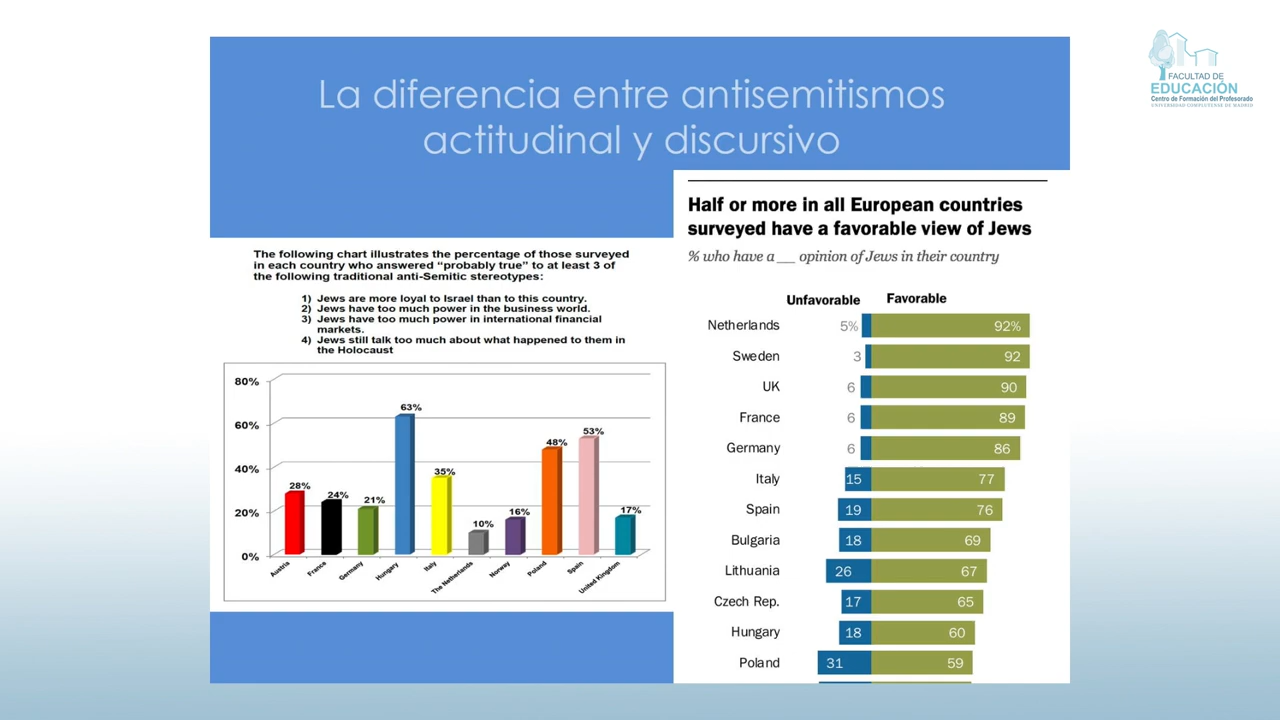 FACULTAD DE
EDUCACIÓN
Centro de Formación del Profesorado
UNIVERSIDAD COMPLUTENSE DE MADRID
La diferencia entre antisemitismos
actitudinal y discursivo
The following chart illustrates the percentage of those surveyed
in each country who answered “probably true” to at least 3 of
the following traditional anti-Semitic stereotypes:
1) Jews are more loyal to Israel than to this country.
2) Jews have too much power in the business world.
3) Jews have too much power in international financial
markets.
4) Jews still talk too much about what happened to them in
the Holocaust
80%
60%
40%
20%
0%
28%
24%
21%
63%
35%
10%
16%
48%
53%
17%
Austria
France
Germany
Hungary
Italy
The Netherlands
Norway
Poland
Spain
United Kingdom
Half or more in all European countries
surveyed have a favorable view of Jews
% who have a __ opinion of Jews in their country
Unfavorable Favorable
Netherlands 5% 92%
Sweden 3 92
UK 6 90
France 6 89
Germany 6 86
Italy 15 77
Spain 19 76
Bulgaria 18 69
Lithuania 26 67
Czech Rep. 17 65
Hungary 18 60
Poland 31 59